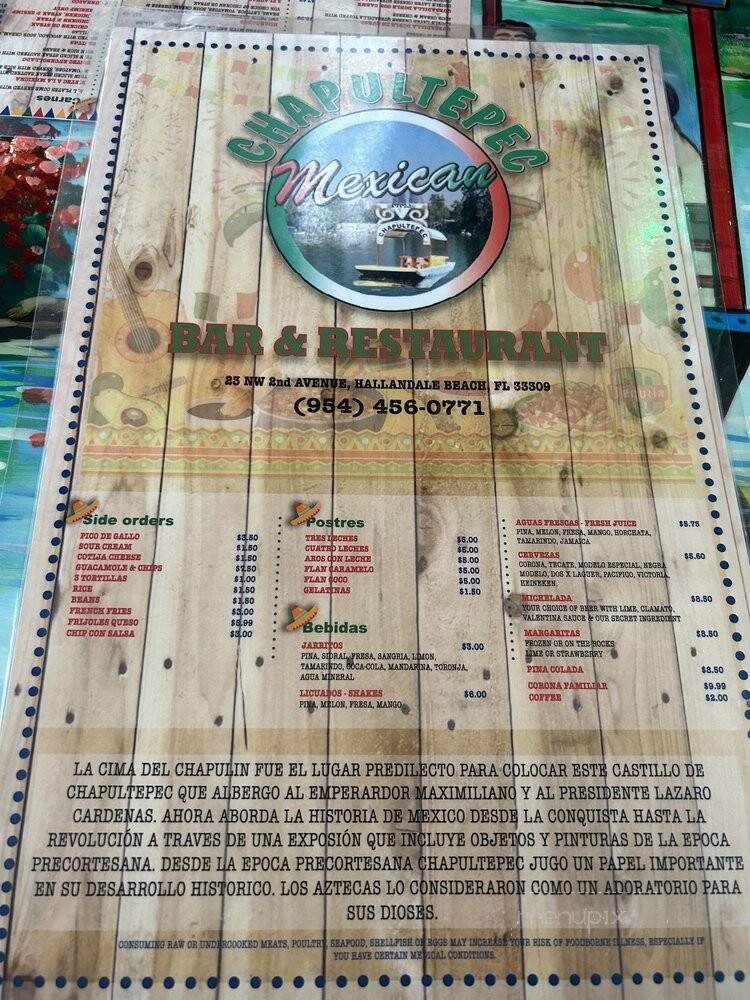 CHAPULTEPEC
Mexican
CHAPULTEPEC
BAR & RESTAURANT
23 NW 2nd AVENUE, HALLANDALE BEACH, FL 33309
(954) 456-0771
Side orders
PICO DE GALLO $3.50
SOUR CREAM $1.50
COTIJA CHEESE $1.50
GUACAMOLE & CHIPS $7.50
3 TORTILLAS $1.00
RICE $1.50
BEANS $1.50
FRENCH FRIES $3.00
FRIJOLES QUESO $5.99
CHIP CON SALSA $3.00
Postres
TRES LECHES $5.00
CUATRO LECHES $5.00
AROS CON LECHE $5.00
FLAN CARAMELO $5.00
FLAN COCO $5.00
GELATINAS $1.50
Bebidas
JARRITOS $3.00
PINA, SIDRAL, FRESA, SANGRIA, LIMON,
TAMARINDO, COCA-COLA, MANDARINA, TORONJA,
AGUA MINERAL
LICUADOS - SHAKES $6.00
PINA, MELON, FRESA, MANGO
AGUAS FRESCAS - FRESH JUICE $5.75
PINA, MELON, FRESA, MANGO, HORCHATA,
TAMARINDO, JAMAICA
CERVEZAS $5.60
CORONA, TECATE, MODELO ESPECIAL, NEGRA
MODELO, DOS X LAGUER, PACIFICO, VICTORIA,
HEINEKEN
MICHELADA $8.50
YOUR CHOICE OF BEER WITH LIME, CLAMATO,
VALENTINA SAUCE & OUR SECRET INGREDIENT
MARGARITAS $8.50
FROZEN OR ON THE ROCKS
LIME OR STRAWBERRY
PINA COLADA $8.50
CORONA FAMILIAR $9.99
COFFEE $2.00
LA CIMA DEL CHAPULIN FUE EL LUGAR PREDILECTO PARA COLOCAR ESTE CASTILLO DE
CHAPULTEPEC QUE ALBERGO AL EMPERARDOR MAXIMILIANO Y AL PRESIDENTE LAZARO
CARDENAS. AHORA ABORDA LA HISTORIA DE MEXICO DESDE LA CONQUISTA HASTA LA
REVOLUCIÓN A TRAVES DE UNA EXPOSIÓN QUE INCLUYE OBJETOS Y PINTURAS DE LA EPOCA
PRECORTESANA. DESDE LA EPOCA PRECORTESANA CHAPULTEPEC JUGO UN PAPEL IMPORTANTE
EN SU DESARROLLO HISTORICO. LOS AZTECAS LO CONSIDERARON COMO UN ADORATORIO PARA
SUS DIOSES.
menupix
CONSUMING RAW OR UNDERCOOKED MEATS, POULTRY, SEAFOOD, SHELLFISH OF EGGS MAY INCREASE YOUR RISK OF FOODBORNE ILLNESS, ESPECIALLY IF
YOU HAVE CERTAIN MEDICAL CONDITIONS.
Carnes